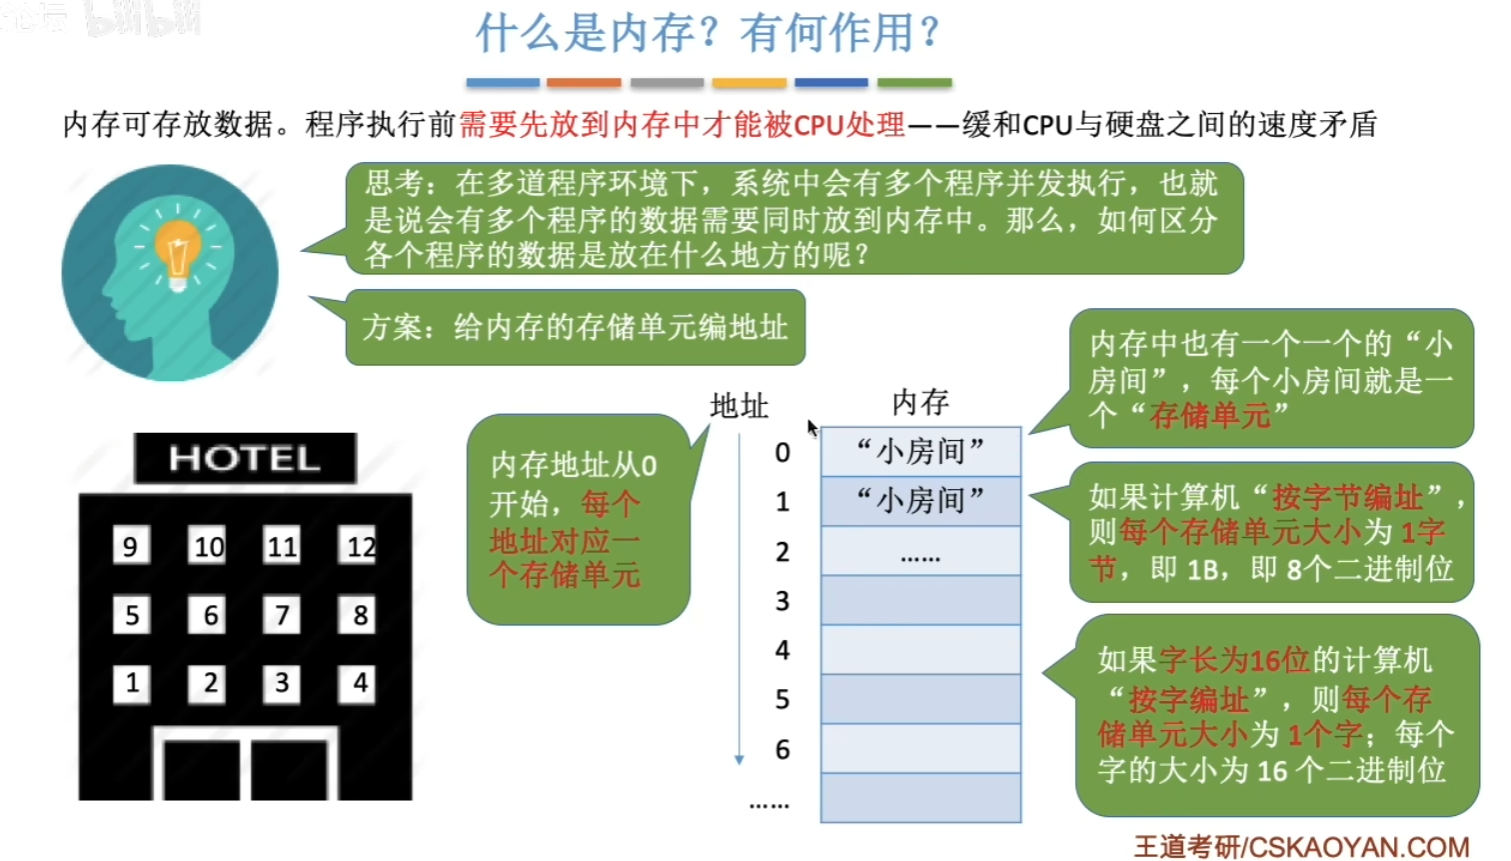 论坛 bilibili
什么是内存？有何作用？
内存可存放数据。程序执行前需要先放到内存中才能被CPU处理——缓和CPU与硬盘之间的速度矛盾
思考：在多道程序环境下，系统中会有多个程序并发执行，也就
是说会有多个程序的数据需要同时放到内存中。那么，如何区分
各个程序的数据是放在什么地方的呢？
方案：给内存的存储单元编地址
HOTEL
9 10 11 12
5 6 7 8
1 2 3 4
内存地址从0
开始，每个
地址对应一
个存储单元
地址 内存
0 “小房间”
1 “小房间”
2 ……
3
4
5
6
……
内存中也有一个一个的“小
房间”，每个小房间就是一
个“存储单元”
如果计算机“按字节编址”，
则每个存储单元大小为 1字
节，即 1B，即 8个二进制位
如果字长为16位的计算机
“按字编址”，则每个存
储单元大小为 1个字；每个
字的大小为 16 个二进制位
王道考研/CSKAOYAN.COM